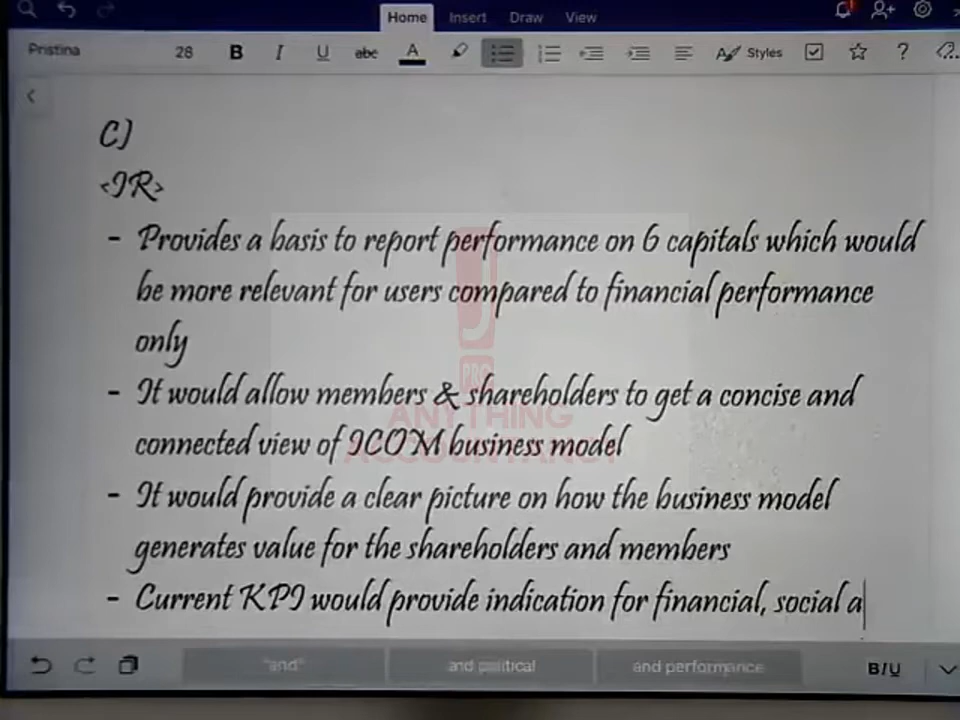 Home Insert Draw View
Pristina 28 B I U abc A Styles ?
C)
<IR>
- Provides a basis to report performance on 6 capitals which would
be more relevant for users compared to financial performance
only
- It would allow members & shareholders to get a concise and
connected view of ICOM business model
- It would provide a clear picture on how the business model
generates value for the shareholders and members
- Current KPI would provide indication for financial, social a
PRO
ANYTHING
ACCOUNTANCY
"and" and political and performance B/U